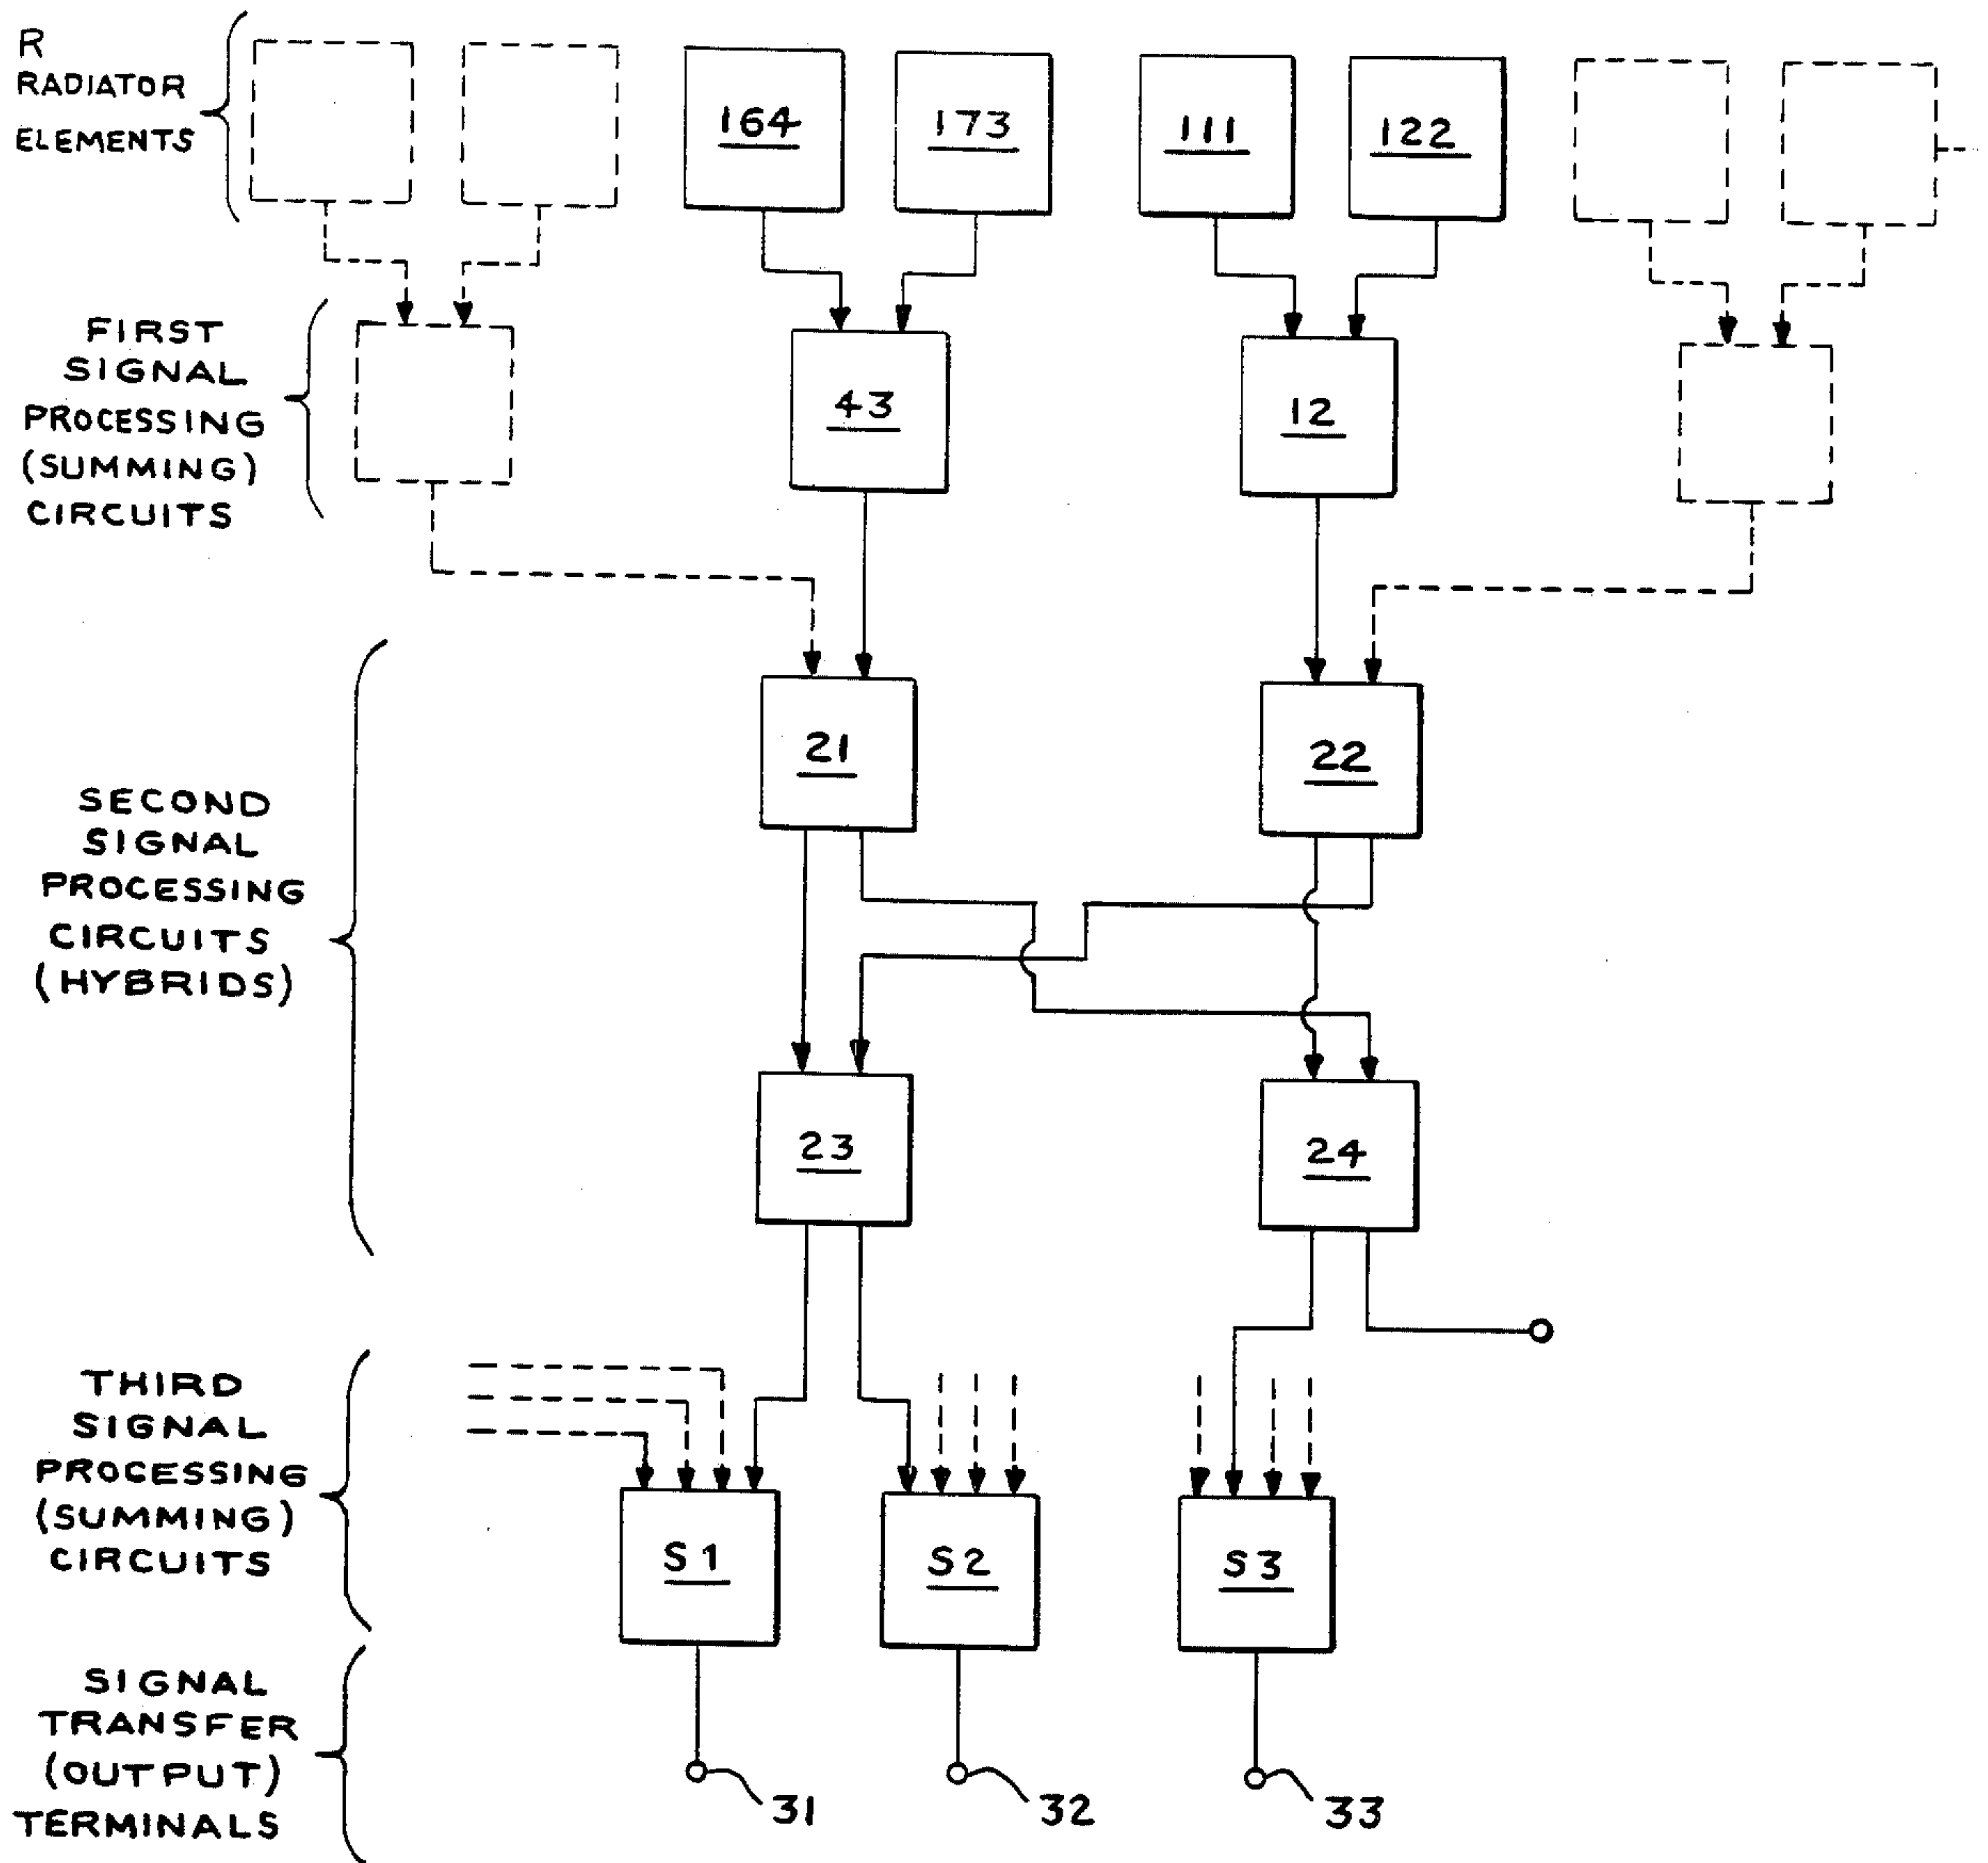 R
RADIATOR
ELEMENTS
164
173
111
122
FIRST
SIGNAL
PROCESSING
(SUMMING)
CIRCUITS
43
12
21
22
SECOND
SIGNAL
PROCESSING
CIRCUITS
(HYBRIDS)
23
24
THIRD
SIGNAL
PROCESSING
(SUMMING)
CIRCUITS
S1
S2
S3
SIGNAL
TRANSFER
(OUTPUT)
TERMINALS
31
32
33